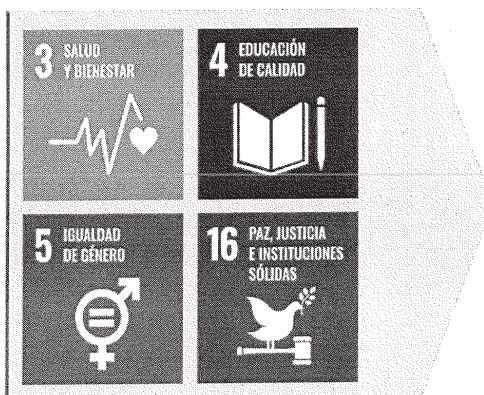 3 SALUD
Y BIENESTAR
4 EDUCACIÓN
DE CALIDAD
5 IGUALDAD
DE GÉNERO
16 PAZ, JUSTICIA
E INSTITUCIONES
SÓLIDAS